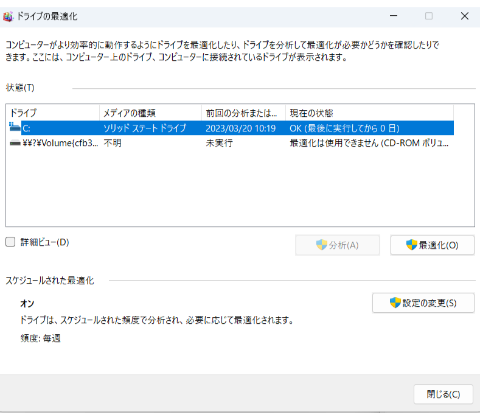 ドライブの最適化
コンピューターがより効率的に動作するようにドライブを最適化したり、ドライブを分析して最適化が必要かどうかを確認したりで
きます。ここには、コンピューター上のドライブ、コンピューターに接続されているドライブが表示されます。
状態(T)
ドライブ メディアの種類 前回の分析または... 現在の状態
C: ソリッド ステート ドライブ 2023/03/20 10:19 OK (最後に実行してから 0 日)
¥¥?¥Volume{cfb3... 不明 未実行 最適化は使用できません (CD-ROM ボリュ...
詳細ビュー(D) 分析(A) 最適化(O)
スケジュールされた最適化
オン 設定の変更(S)
ドライブは、スケジュールされた頻度で分析され、必要に応じて最適化されます。
頻度: 毎週
閉じる(C)